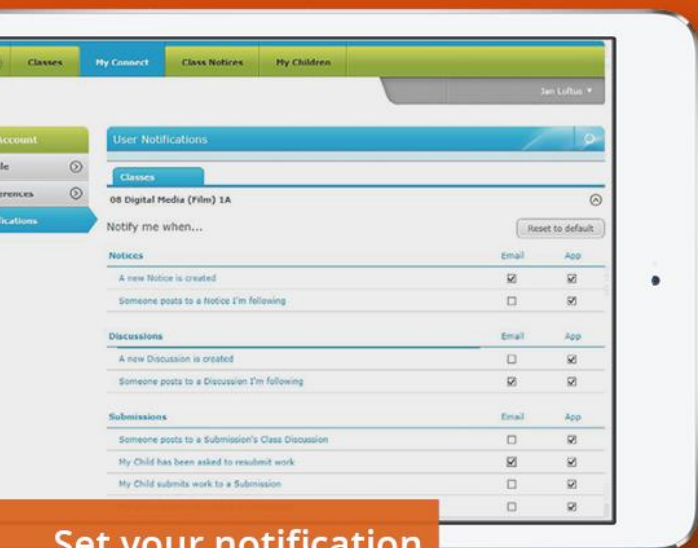 Classes My Connect Class Notices My Children
Jan Loftus
Account
User Notifications
Classes
08 Digital Media (Film) 1A
Notify me when...
Reset to default
Notices Email App
A new Notice is created
Someone posts to a Notice I'm following
Discussions Email App
A new Discussion is created
Someone posts to a Discussion I'm following
Submissions Email App
Someone posts to a Submission's Class Discussion
My Child has been asked to resubmit work
My Child submits work to a Submission
Set your notification